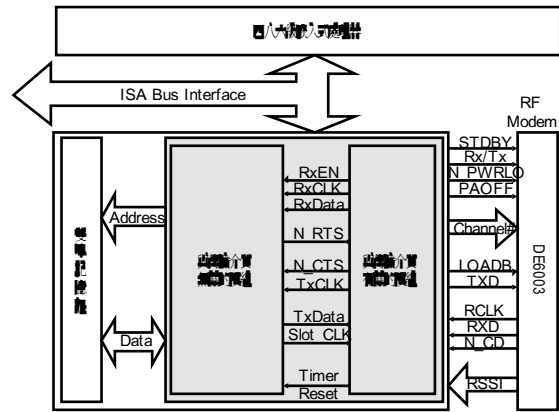 ISA Bus Interface
RF
Modem
STDBY
Rx/Tx
N_PWRLO
PAOFF
Channel#
LOADB
TXD
RCLK
RXD
N_CD
RSSI
DE6003
Address
Data
RxEN
RxCLK
RxData
N_RTS
N_CTS
TxCLK
TxData
Slot_CLK
Timer
Reset